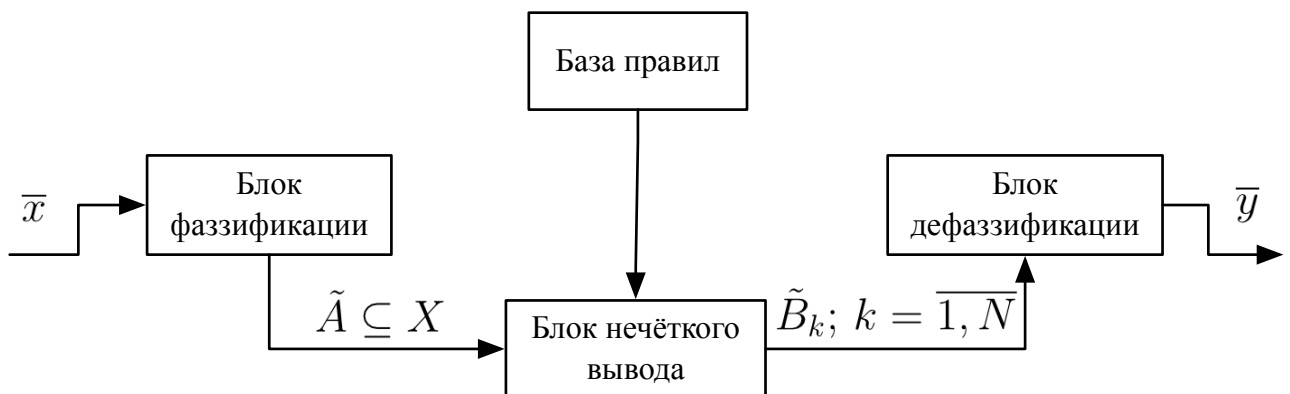 База правил
Блок
фаззификации
Блок
дефаззификации
x̅
y̅
Ã ⊆ X
Блок нечёткого
вывода
B̃ₖ; k = 1, N̅